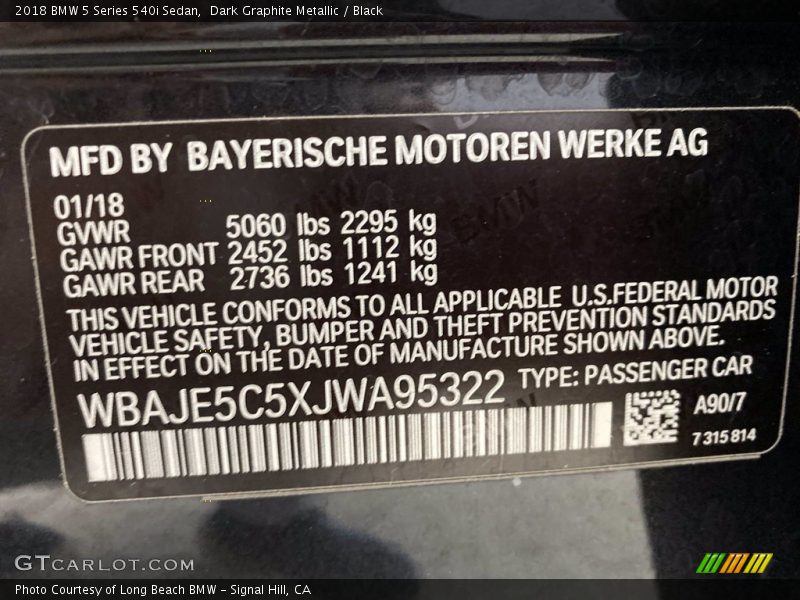 2018 BMW 5 Series 540i Sedan,  Dark Graphite Metallic / Black
MFD BY BAYERISCHE MOTOREN WERKE AG
01/18
GVWR 5060 lbs 2295 kg
GAWR FRONT 2452 lbs 1112 kg
GAWR REAR 2736 lbs 1241 kg
THIS VEHICLE CONFORMS TO ALL APPLICABLE U.S.FEDERAL MOTOR
VEHICLE SAFETY, BUMPER AND THEFT PREVENTION STANDARDS
IN EFFECT ON THE DATE OF MANUFACTURE SHOWN ABOVE.
WBAJE5C5XJWA95322 TYPE: PASSENGER CAR
A90/7
7 315 814
GTCARLOT.COM
Photo Courtesy of Long Beach BMW – Signal Hill, CA